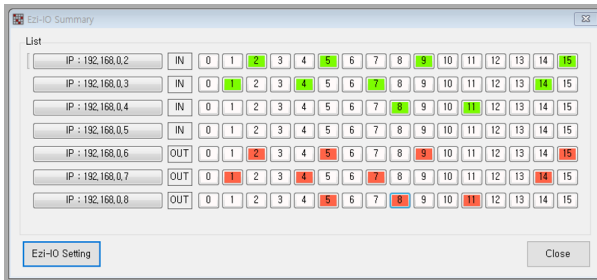 Ezi-IO Summary
List
IP : 192,168,0,2 IN 0 1 2 3 4 5 6 7 8 9 10 11 12 13 14 15
IP : 192,168,0,3 IN 0 1 2 3 4 5 6 7 8 9 10 11 12 13 14 15
IP : 192,168,0,4 IN 0 1 2 3 4 5 6 7 8 9 10 11 12 13 14 15
IP : 192,168,0,5 IN 0 1 2 3 4 5 6 7 8 9 10 11 12 13 14 15
IP : 192,168,0,6 OUT 0 1 2 3 4 5 6 7 8 9 10 11 12 13 14 15
IP : 192,168,0,7 OUT 0 1 2 3 4 5 6 7 8 9 10 11 12 13 14 15
IP : 192,168,0,8 OUT 0 1 2 3 4 5 6 7 8 9 10 11 12 13 14 15
Ezi-IO Setting Close